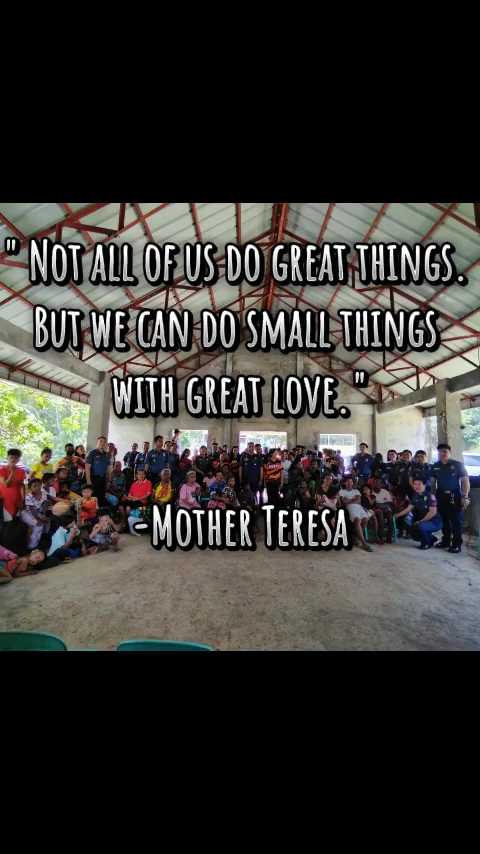 " Not all of us do great things.
But we can do small things
with great love."
-Mother Teresa